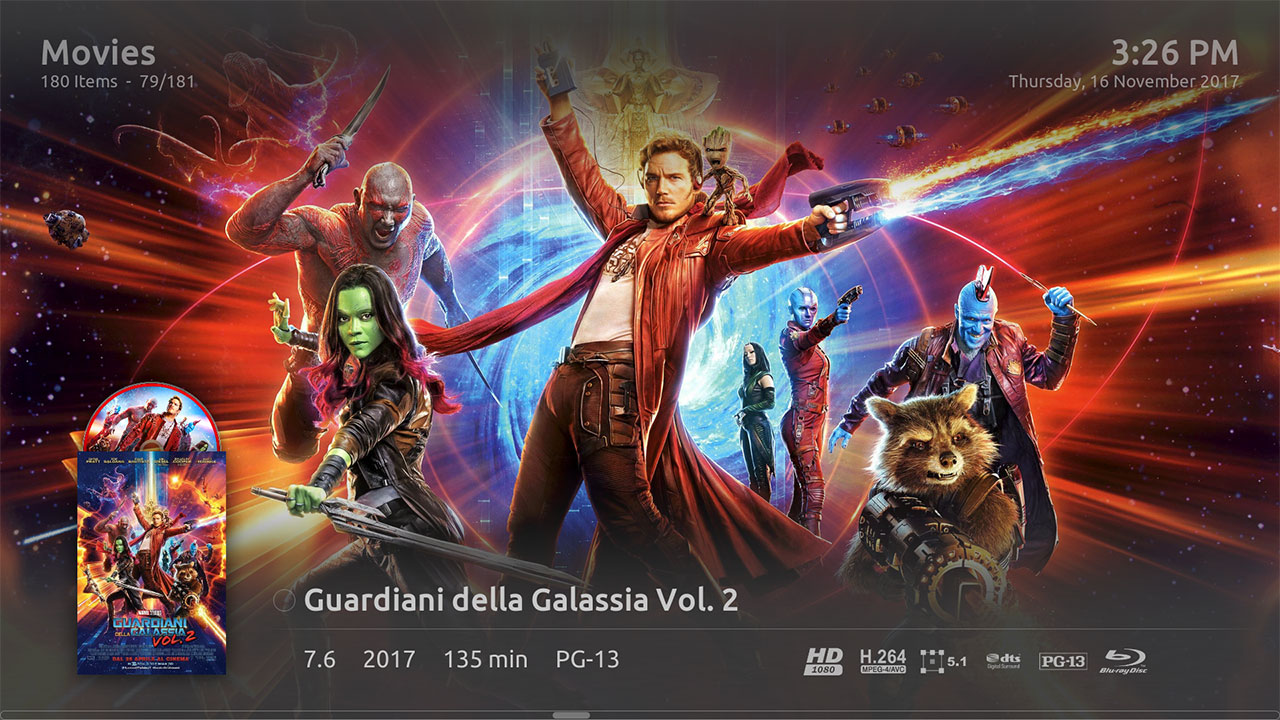 Movies
180 Items - 79/181
3:26 PM
Thursday, 16 November 2017
GUARDIANI
DELLA GALASSIA
VOL. 2
Guardiani della Galassia Vol. 2
7.6 2017 135 min PG-13
HD
1080
H.264
MPEG-4/AVC
5.1
dts
Digital Surround
PG-13
Blu-ray Disc